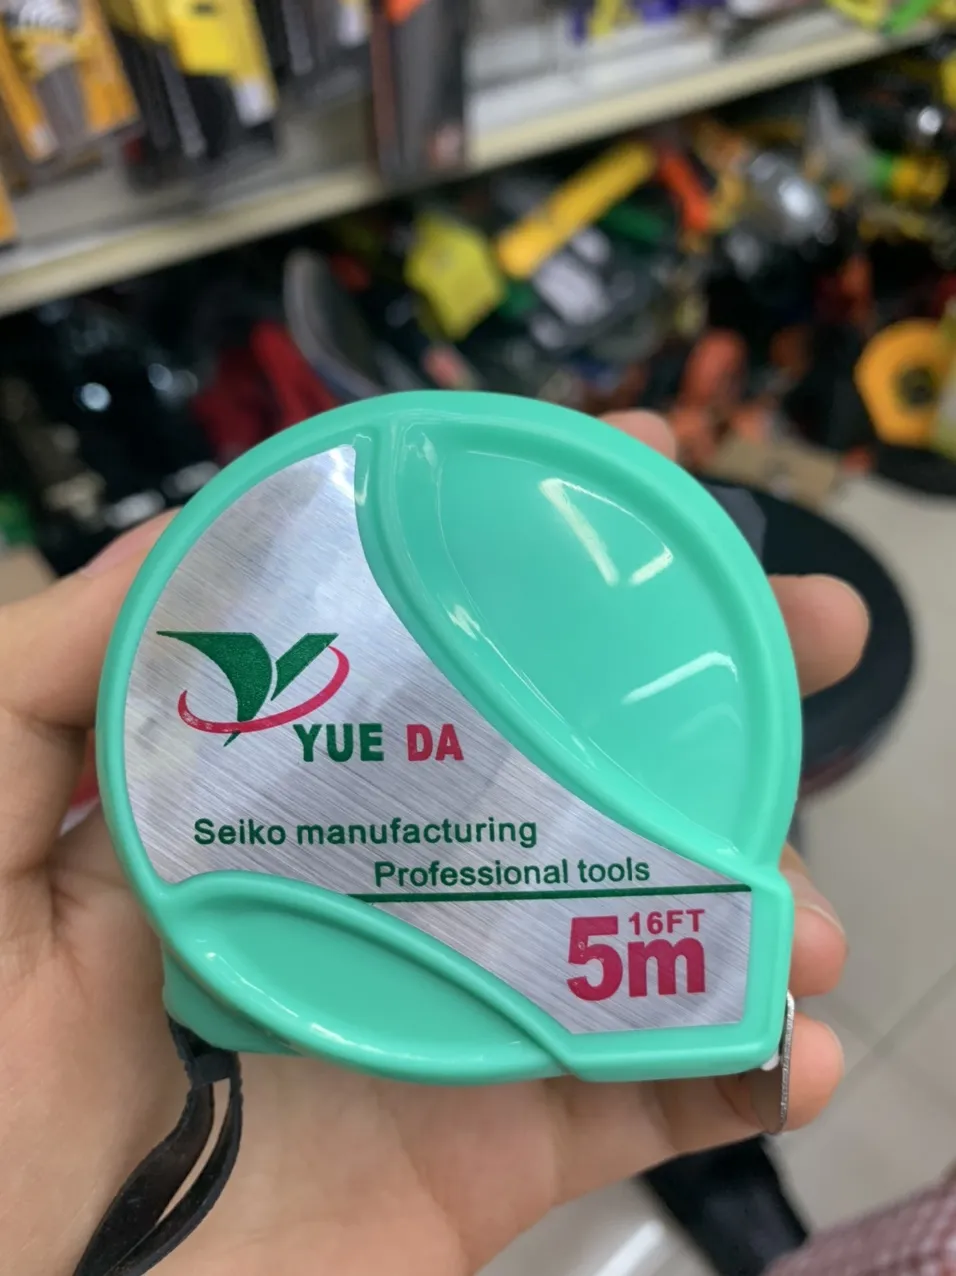 YUE DA
Seiko manufacturing
Professional tools
16FT
5m